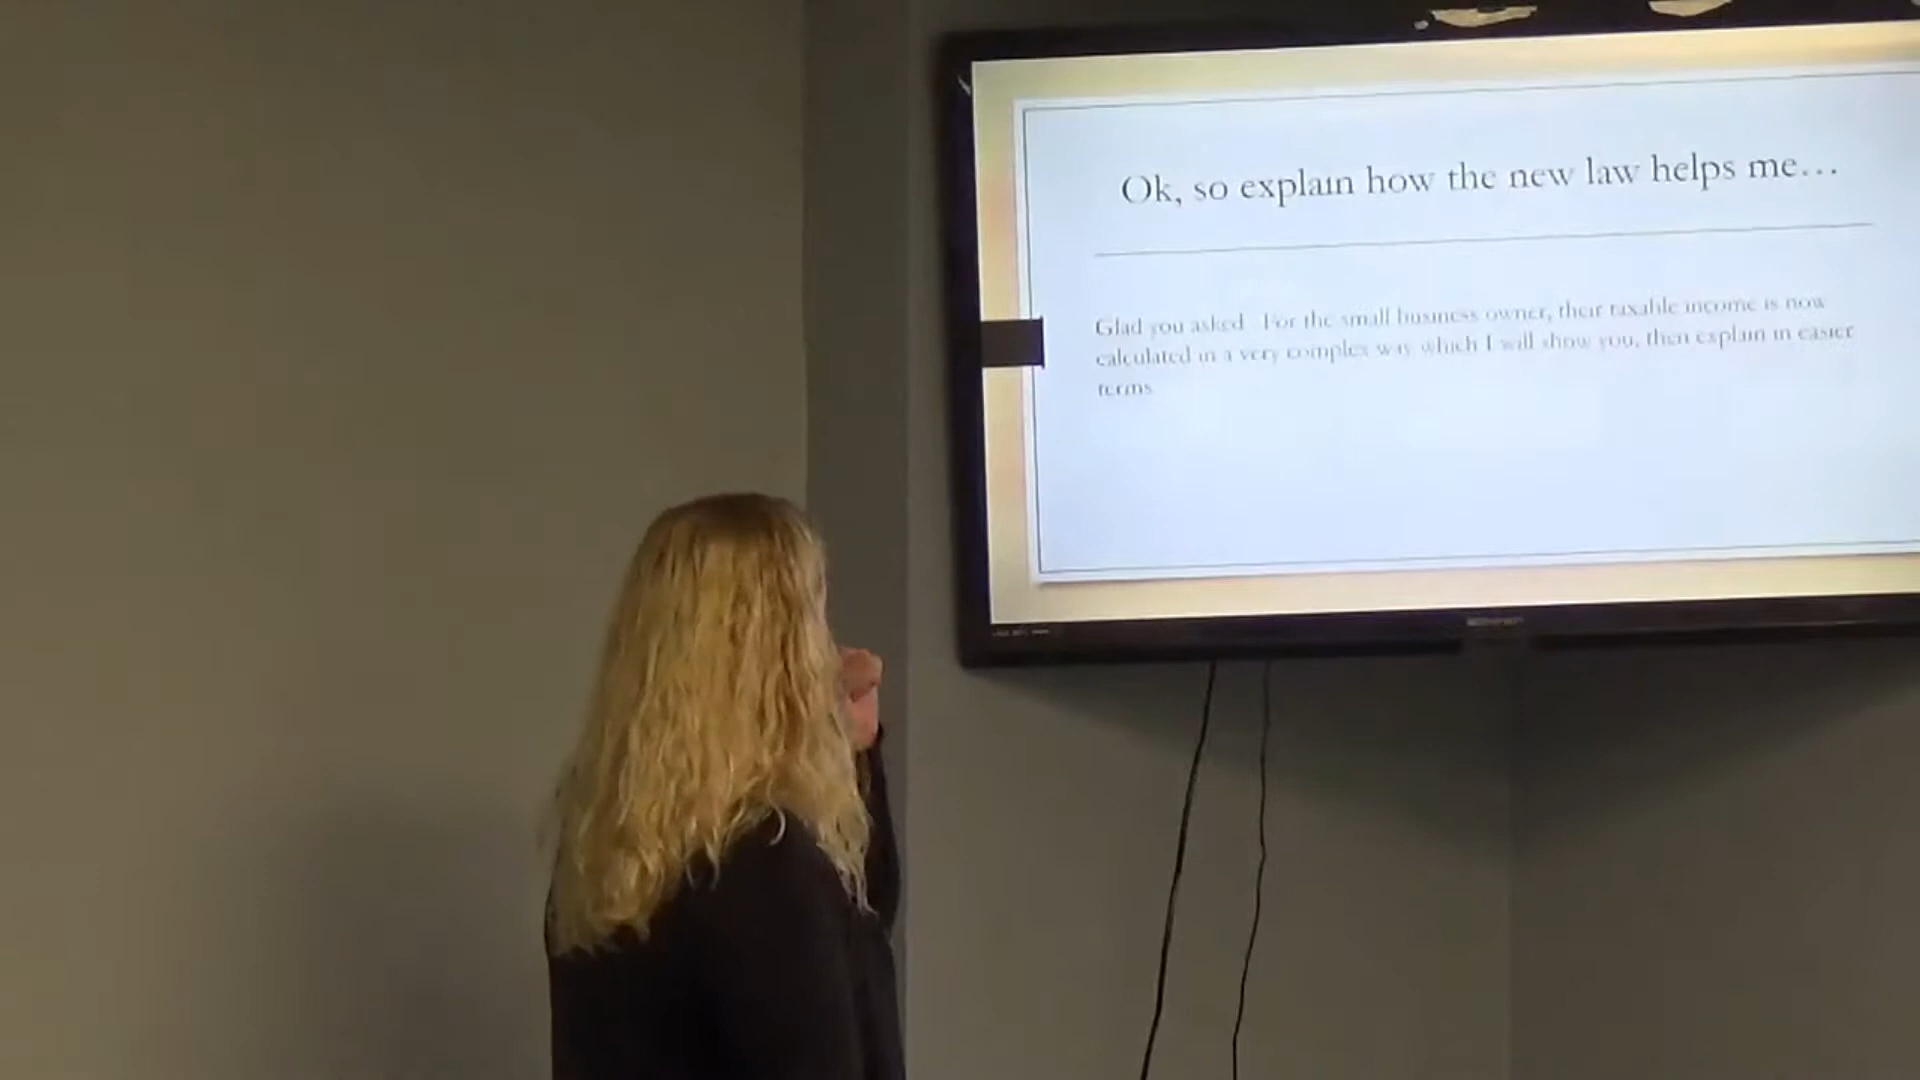 Ok, so explain how the new law helps me…
Glad you asked. For the small business owner, their taxable income is now
calculated in a very complex way which I will show you, then explain in easier
terms